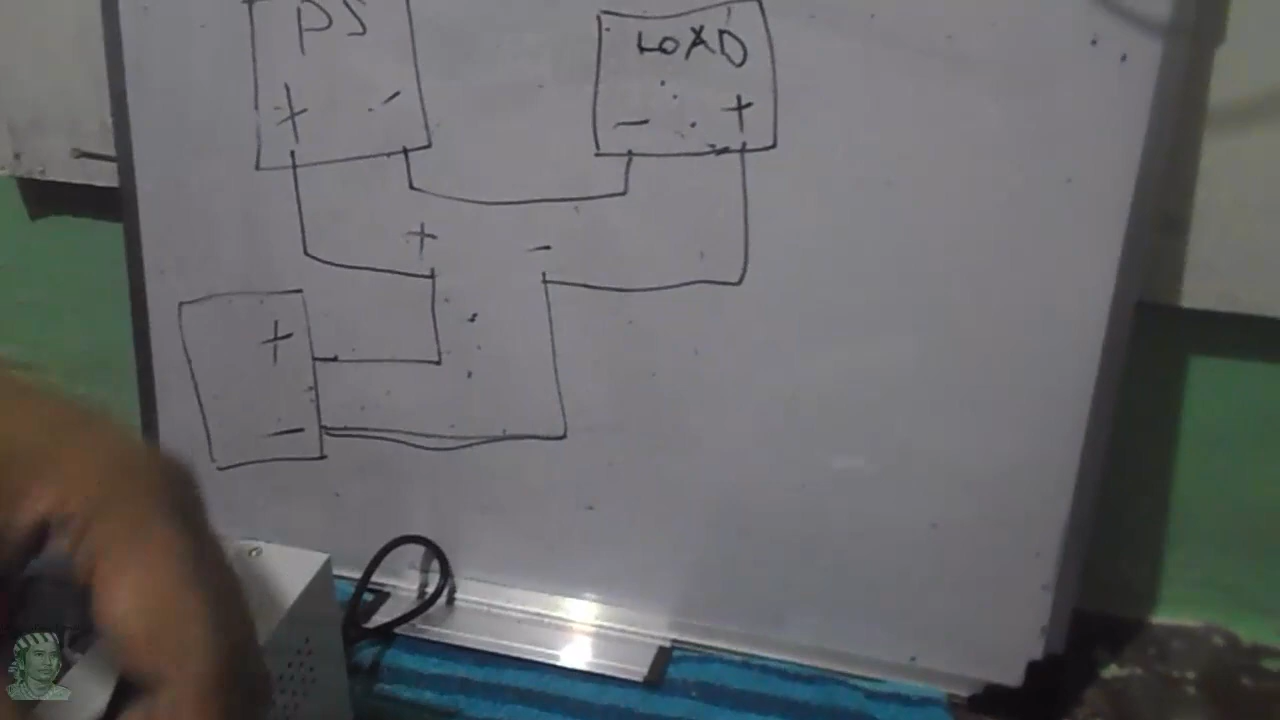 PS
LOAD
+ -
- +
+ -
+
-